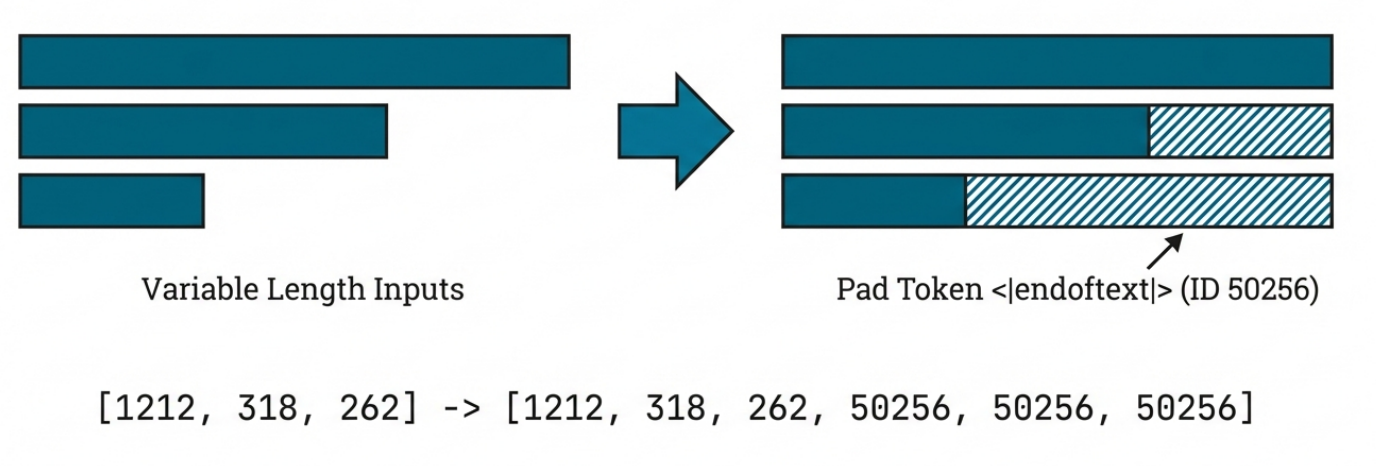 Variable Length Inputs
Pad Token <|endoftext|> (ID 50256)
[1212, 318, 262] -> [1212, 318, 262, 50256, 50256, 50256]